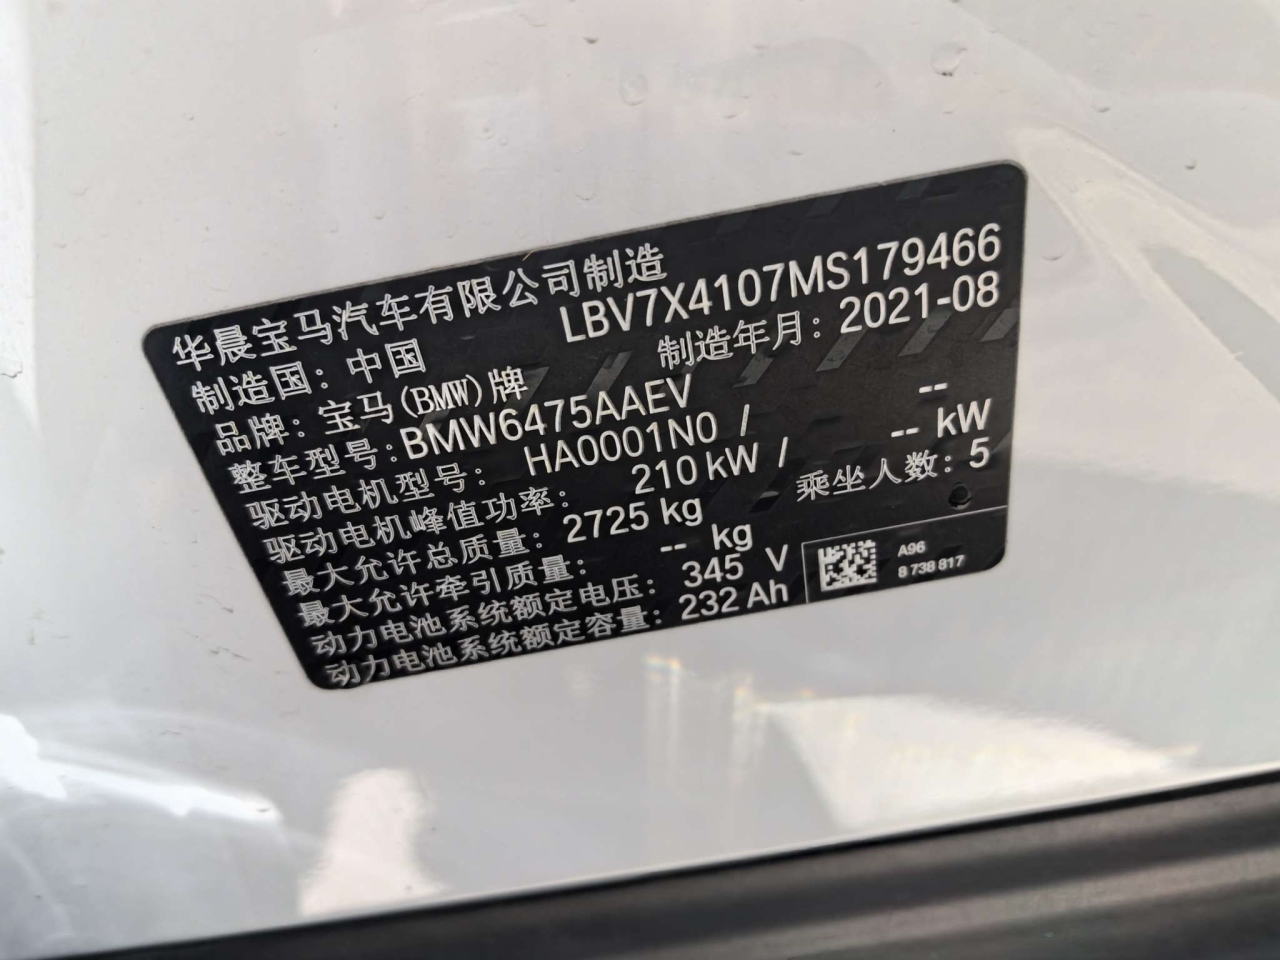 华晨宝马汽车有限公司制造
LBV7X4107MS179466
制造国：中国
制造年月：2021-08
品牌：宝马(BMW)牌
整车型号：BMW6475AAEV
驱动电机型号： HA0001N0 / --
驱动电机峰值功率： 210 kW / -- kW
最大允许总质量：2725 kg
乘坐人数：5
最大允许牵引质量： -- kg
动力电池系统额定电压：345 V
动力电池系统额定容量：232 Ah
A96
8 738 817